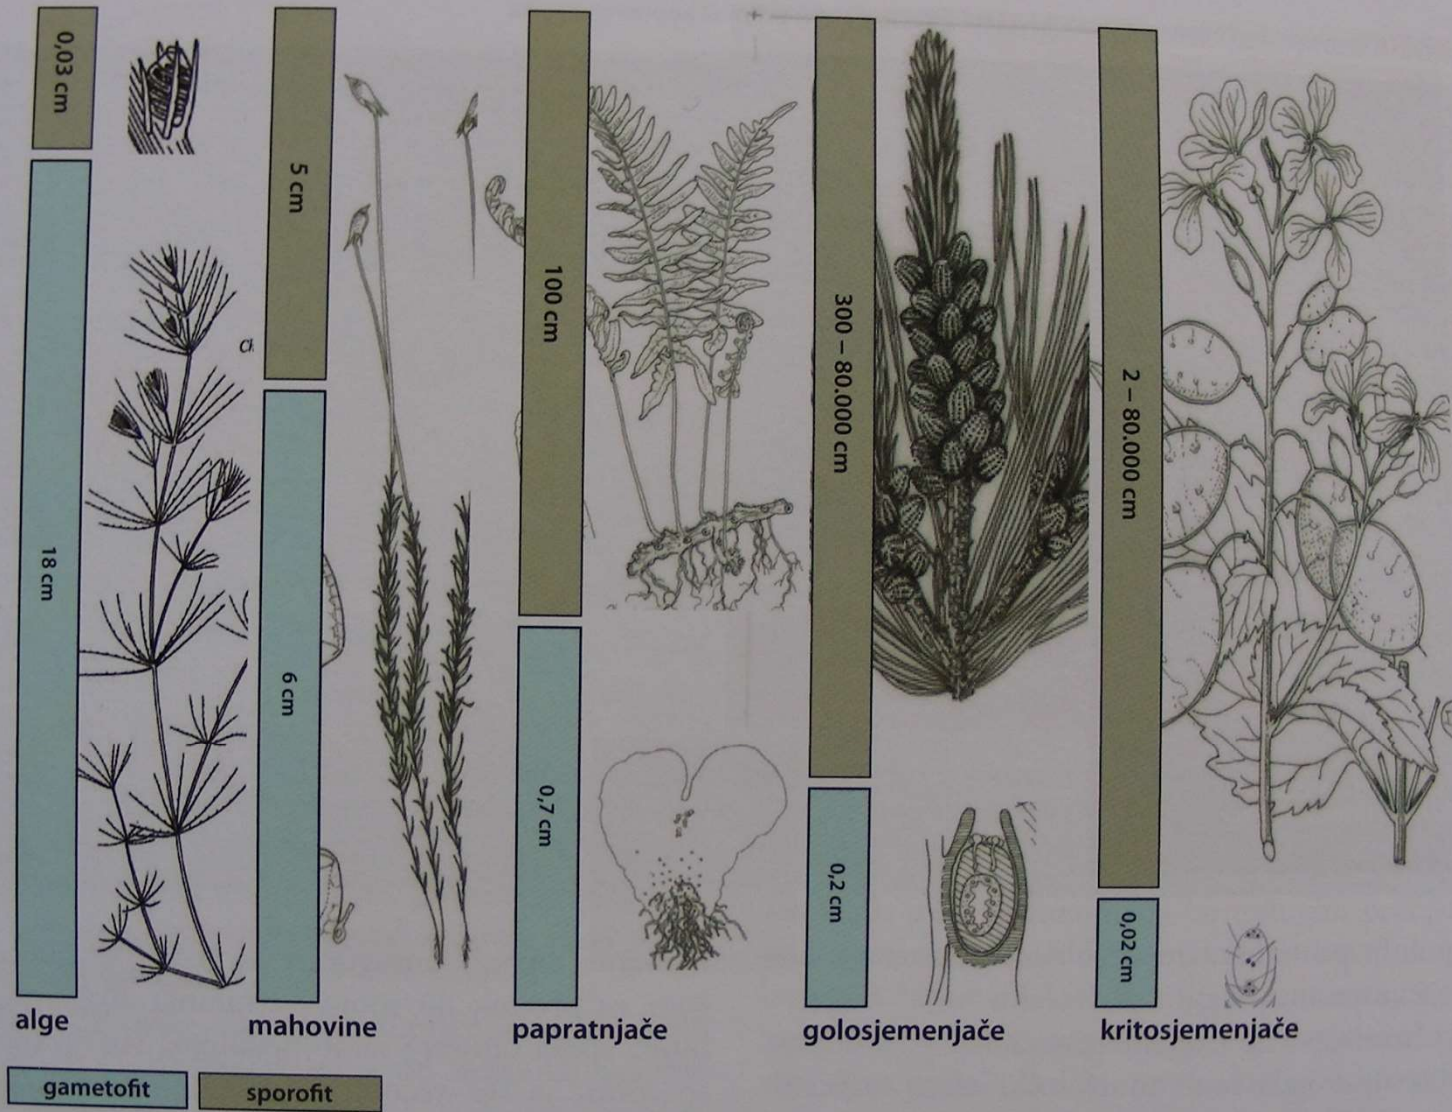 0,03 cm
18 cm
5 cm
6 cm
100 cm
0,7 cm
300 – 80.000 cm
0,2 cm
2 – 80.000 cm
0,02 cm
alge
mahovine
papratnjače
golosjemenjače
kritosjemenjače
gametofit
sporofit